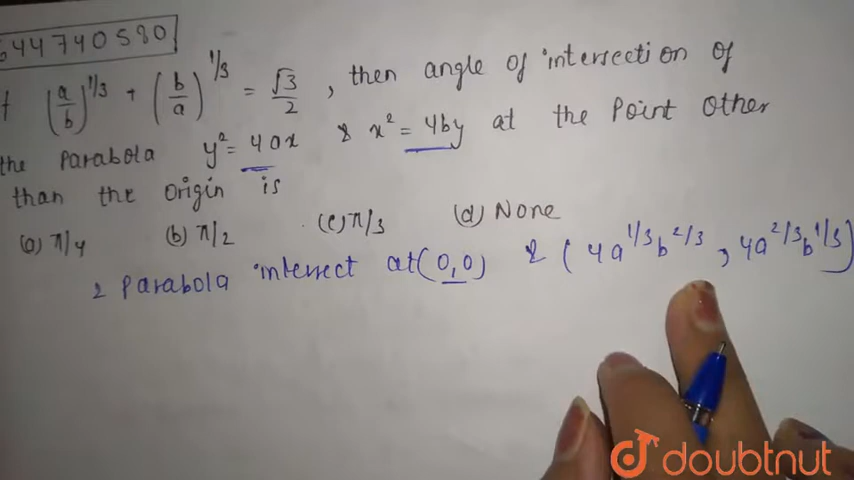 644740580
If (a/b)^1/3 + (b/a)^1/3 = √3/2, then angle of intersection of
the parabola y² = 4ax & x² = 4by at the point other
than the origin is
(a) π/4 (b) π/2 (c) π/3 (d) None
2 parabola intersect at (0,0) & (4a^1/3 b^2/3, 4a^2/3 b^1/3)
doubtnut